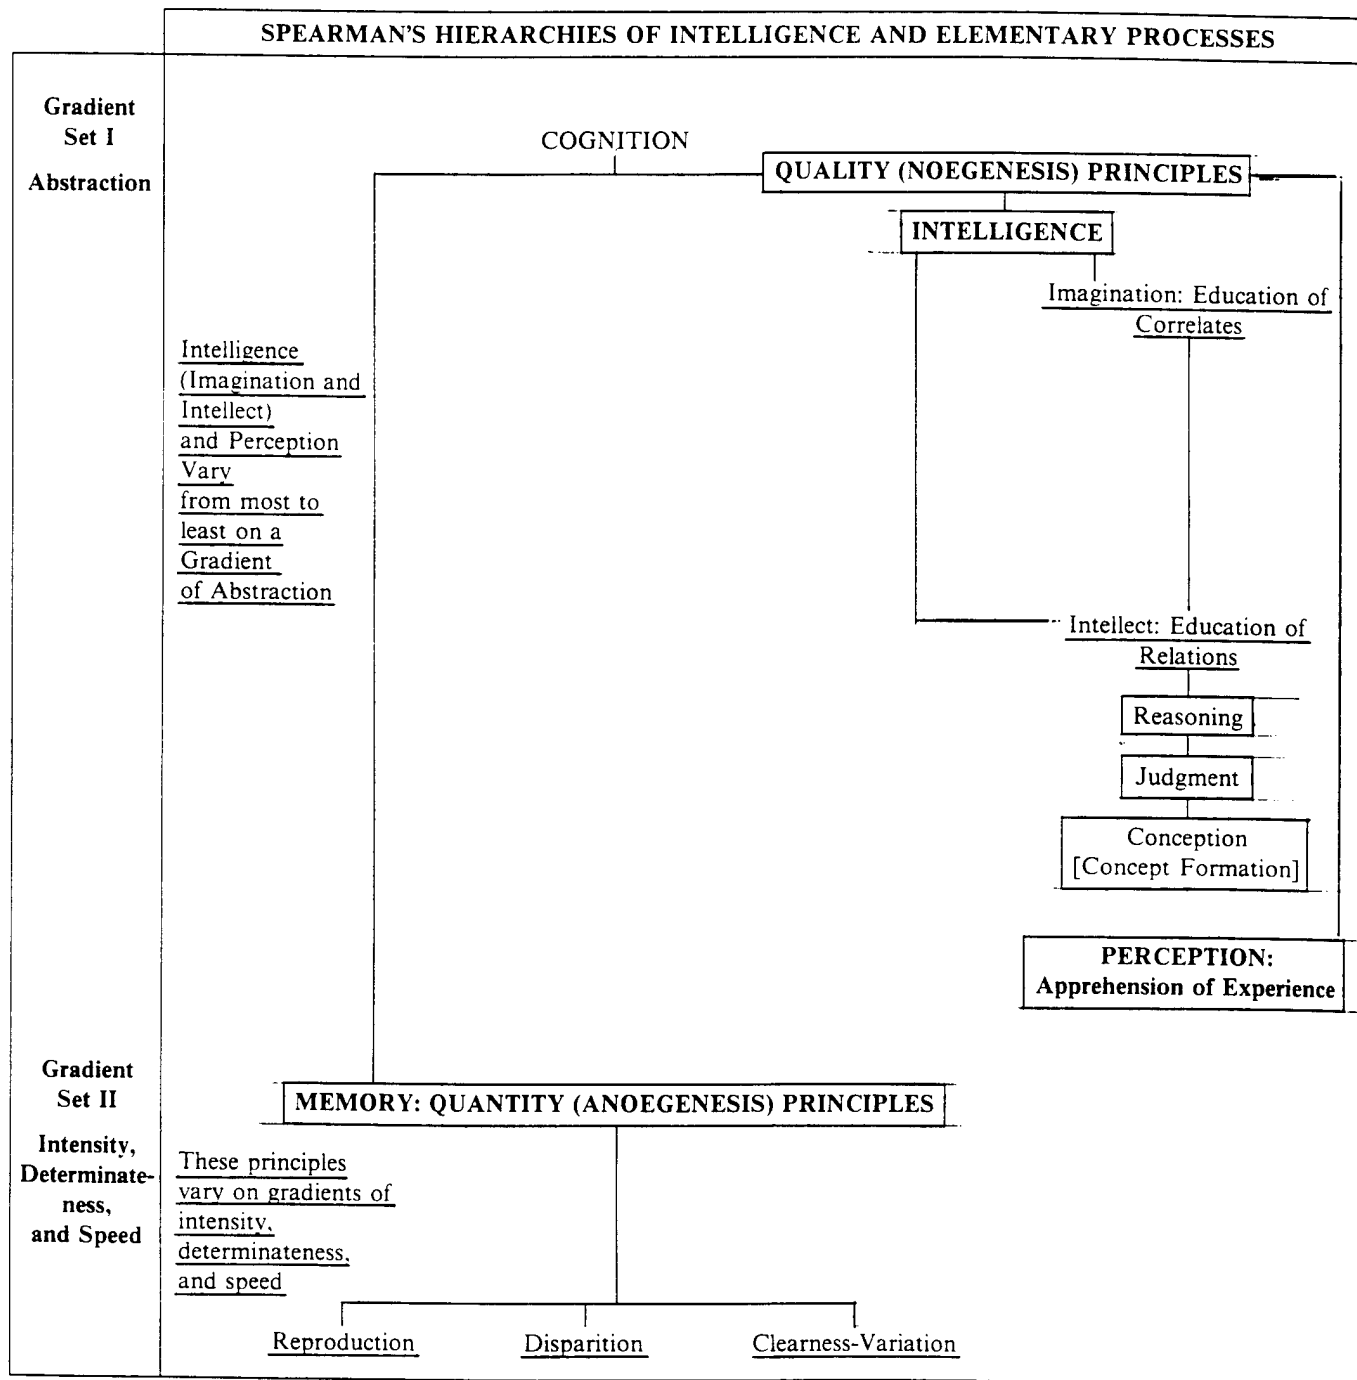 SPEARMAN'S HIERARCHIES OF INTELLIGENCE AND ELEMENTARY PROCESSES
Gradient
Set I
Abstraction
COGNITION
QUALITY (NOEGENESIS) PRINCIPLES
INTELLIGENCE
Imagination: Education of
Correlates
Intelligence
(Imagination and
Intellect)
and Perception
Vary
from most to
least on a
Gradient
of Abstraction
Intellect: Education of
Relations
Reasoning
Judgment
Conception
[Concept Formation]
PERCEPTION:
Apprehension of Experience
Gradient
Set II
Intensity,
Determinate-
ness,
and Speed
MEMORY: QUANTITY (ANOEGENESIS) PRINCIPLES
These principles
vary on gradients of
intensity,
determinateness,
and speed
Reproduction
Disparition
Clearness-Variation